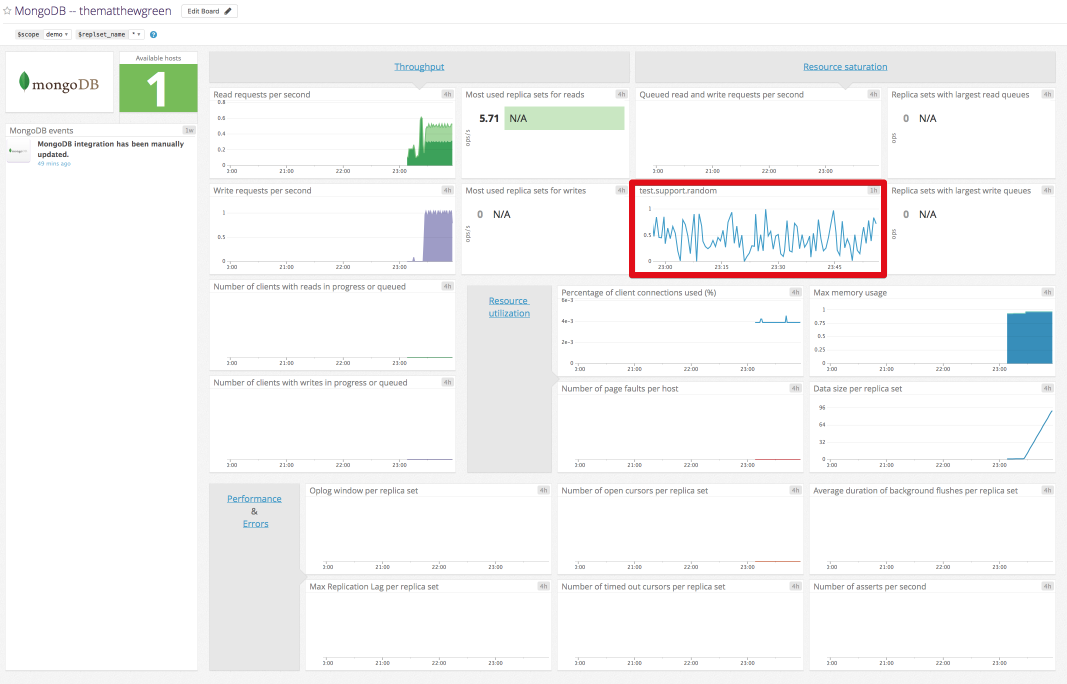 MongoDB -- thematthewgreen
Edit Board
$scope demo $replset_name * ?
mongoDB
Available hosts
1
MongoDB events 1w
MongoDB integration has been manually
updated.
49 mins ago
Throughput
Resource saturation
Read requests per second 4h
0.8
0.6
0.4
0.2
0
3:00 21:00 22:00 23:00
Most used replica sets for reads 4h
5.71 N/A
ops/s
Queued read and write requests per second 4h
3:00 21:00 22:00 23:00
Replica sets with largest read queues 4h
0 N/A
ops
Write requests per second 4h
1
0.5
0
3:00 21:00 22:00 23:00
Most used replica sets for writes 4h
0 N/A
ops/s
test.support.random 1h
1
0.5
0
23:00 23:15 23:30 23:45
Replica sets with largest write queues 4h
0 N/A
ops
Number of clients with reads in progress or queued 4h
3:00 21:00 22:00 23:00
Number of clients with writes in progress or queued 4h
3:00 21:00 22:00 23:00
Resource
utilization
Percentage of client connections used (%) 4h
6e-3
4e-3
2e-3
0
3:00 21:00 22:00 23:00
Max memory usage 4h
1
0.75
0.5
0.25
0
3:00 21:00 22:00 23:00
Number of page faults per host 4h
3:00 21:00 22:00 23:00
Data size per replica set 4h
96
64
32
0
3:00 21:00 22:00 23:00
Performance
&
Errors
Oplog window per replica set 4h
3:00 21:00 22:00 23:00
Number of open cursors per replica set 4h
3:00 21:00 22:00 23:00
Average duration of background flushes per replica set 4h
3:00 21:00 22:00 23:00
Max Replication Lag per replica set 4h
3:00 21:00 22:00 23:00
Number of timed out cursors per replica set 4h
3:00 21:00 22:00 23:00
Number of asserts per second 4h
3:00 21:00 22:00 23:00